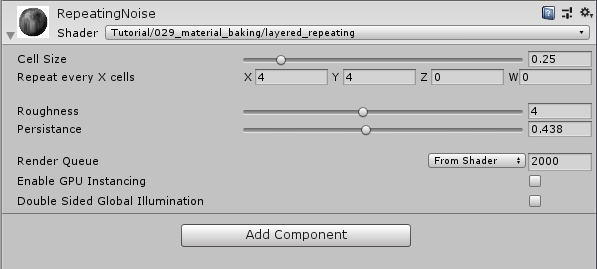 RepeatingNoise
Shader Tutorial/029_material_baking/layered_repeating
Cell Size 0.25
Repeat every X cells X 4 Y 4 Z 0 W 0
Roughness 4
Persistance 0.438
Render Queue From Shader 2000
Enable GPU Instancing
Double Sided Global Illumination
Add Component